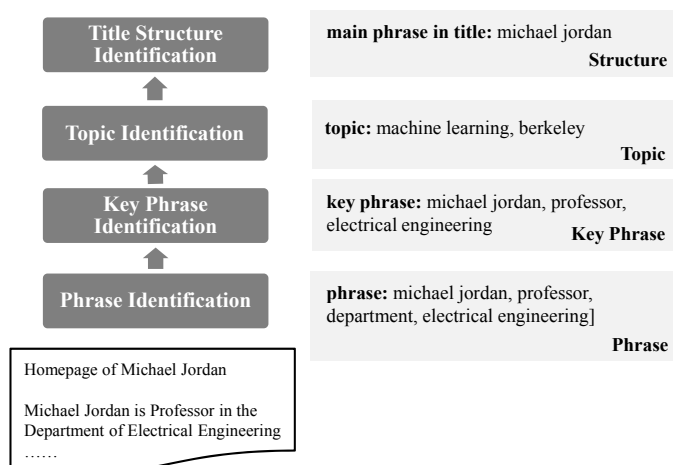 Title Structure
Identification
main phrase in title: michael jordan
Structure
Topic Identification
topic: machine learning, berkeley
Topic
Key Phrase
Identification
key phrase: michael jordan, professor,
electrical engineering
Key Phrase
Phrase Identification
phrase: michael jordan, professor,
department, electrical engineering]
Phrase
Homepage of Michael Jordan
Michael Jordan is Professor in the
Department of Electrical Engineering
……